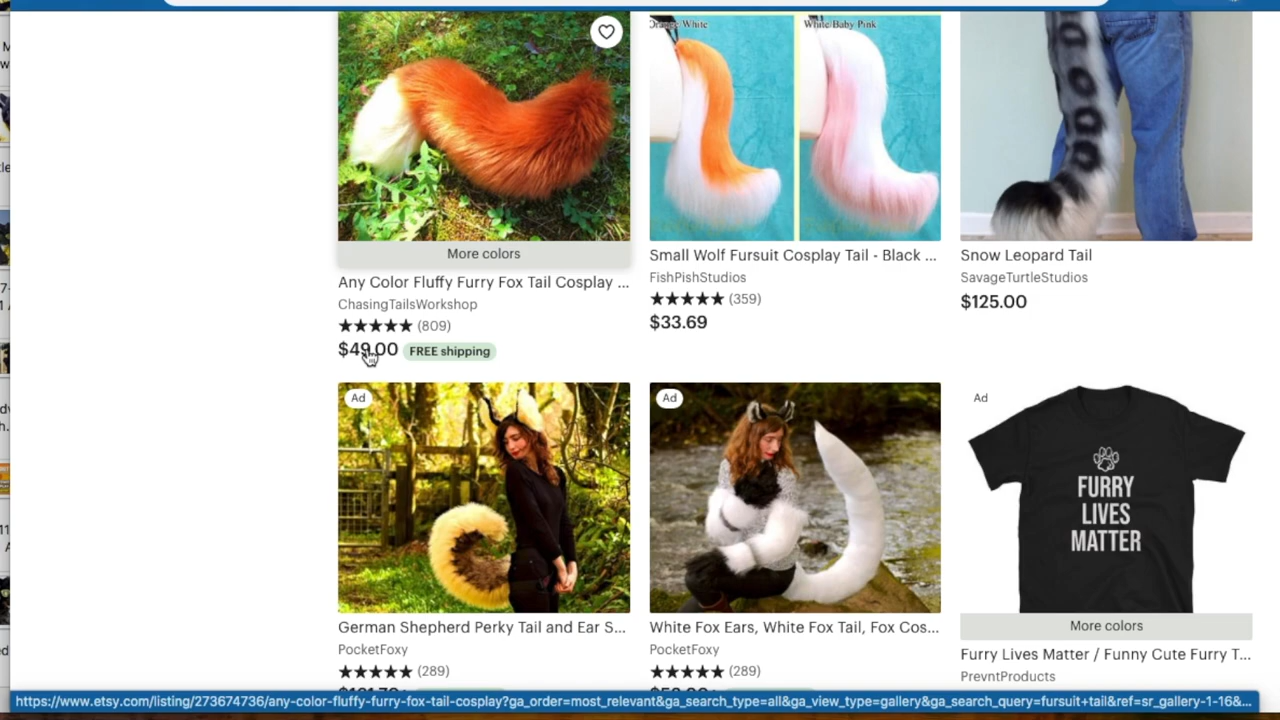 Orange/White
White/Baby Pink
More colors
Any Color Fluffy Furry Fox Tail Cosplay ...
ChasingTailsWorkshop
★★★★★ (809)
$49.00 FREE shipping
Small Wolf Fursuit Cosplay Tail - Black ...
FishPishStudios
★★★★★ (359)
$33.69
Snow Leopard Tail
SavageTurtleStudios
$125.00
Ad
German Shepherd Perky Tail and Ear S...
PocketFoxy
★★★★★ (289)
Ad
White Fox Ears, White Fox Tail, Fox Cos...
PocketFoxy
★★★★★ (289)
Ad
FURRY
LIVES
MATTER
More colors
Furry Lives Matter / Funny Cute Furry T...
PrevntProducts
https://www.etsy.com/listing/273674736/any-color-fluffy-furry-fox-tail-cosplay?ga_order=most_relevant&ga_search_type=all&ga_view_type=gallery&ga_search_query=fursuit+tail&ref=sr_gallery-1-16&...